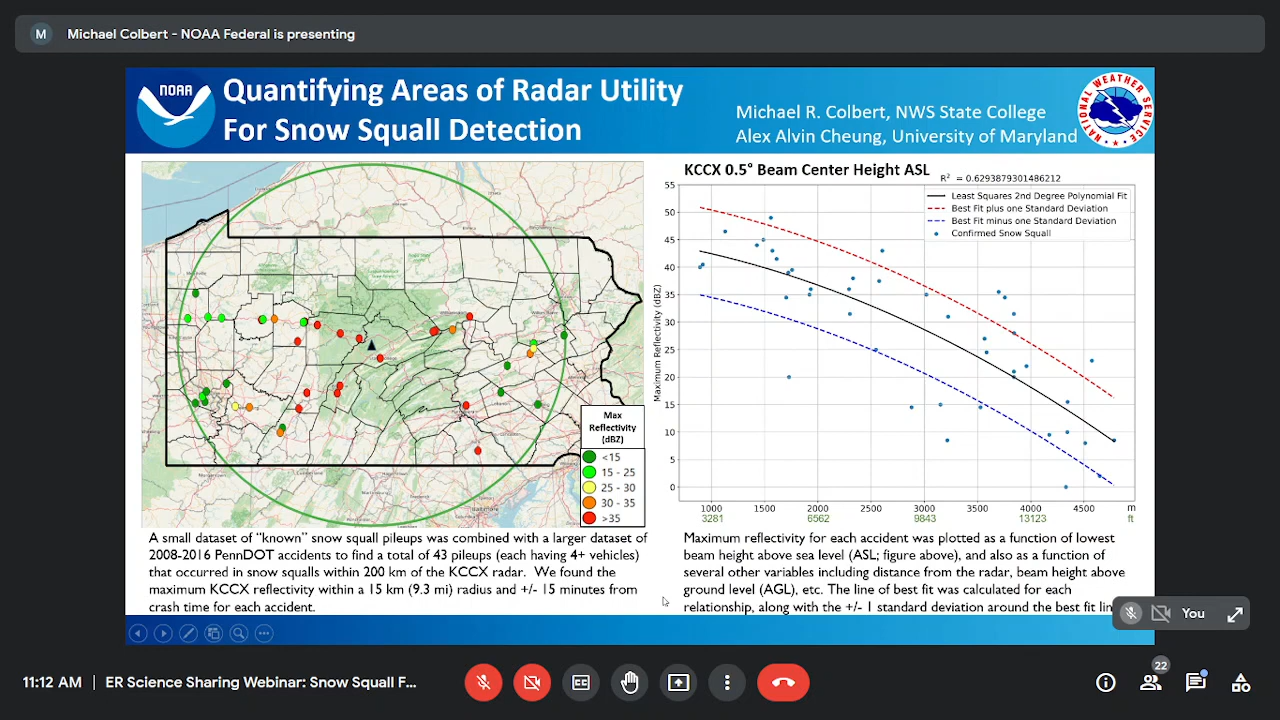 M Michael Colbert - NOAA Federal is presenting
NOAA
Quantifying Areas of Radar Utility
For Snow Squall Detection
Michael R. Colbert, NWS State College
Alex Alvin Cheung, University of Maryland
NATIONAL WEATHER SERVICE
Max
Reflectivity
(dBZ)
<15
15 - 25
25 - 30
30 - 35
>35
KCCX 0.5° Beam Center Height ASL
R² = 0.6293879301486212
Least Squares 2nd Degree Polynomial Fit
Best Fit plus one Standard Deviation
Best Fit minus one Standard Deviation
Confirmed Snow Squall
Maximum Reflectivity (dBZ)
55
50
45
40
35
30
25
20
15
10
5
0
1000 1500 2000 2500 3000 3500 4000 4500 m
3281 6562 9843 13123 ft
A small dataset of “known” snow squall pileups was combined with a larger dataset of
2008-2016 PennDOT accidents to find a total of 43 pileups (each having 4+ vehicles)
that occurred in snow squalls within 200 km of the KCCX radar. We found the
maximum KCCX reflectivity within a 15 km (9.3 mi) radius and +/- 15 minutes from
crash time for each accident.
Maximum reflectivity for each accident was plotted as a function of lowest
beam height above sea level (ASL; figure above), and also as a function of
several other variables including distance from the radar, beam height above
ground level (AGL), etc. The line of best fit was calculated for each
relationship, along with the +/- 1 standard deviation around the best fit lin
You
11:12 AM | ER Science Sharing Webinar: Snow Squall F...
22